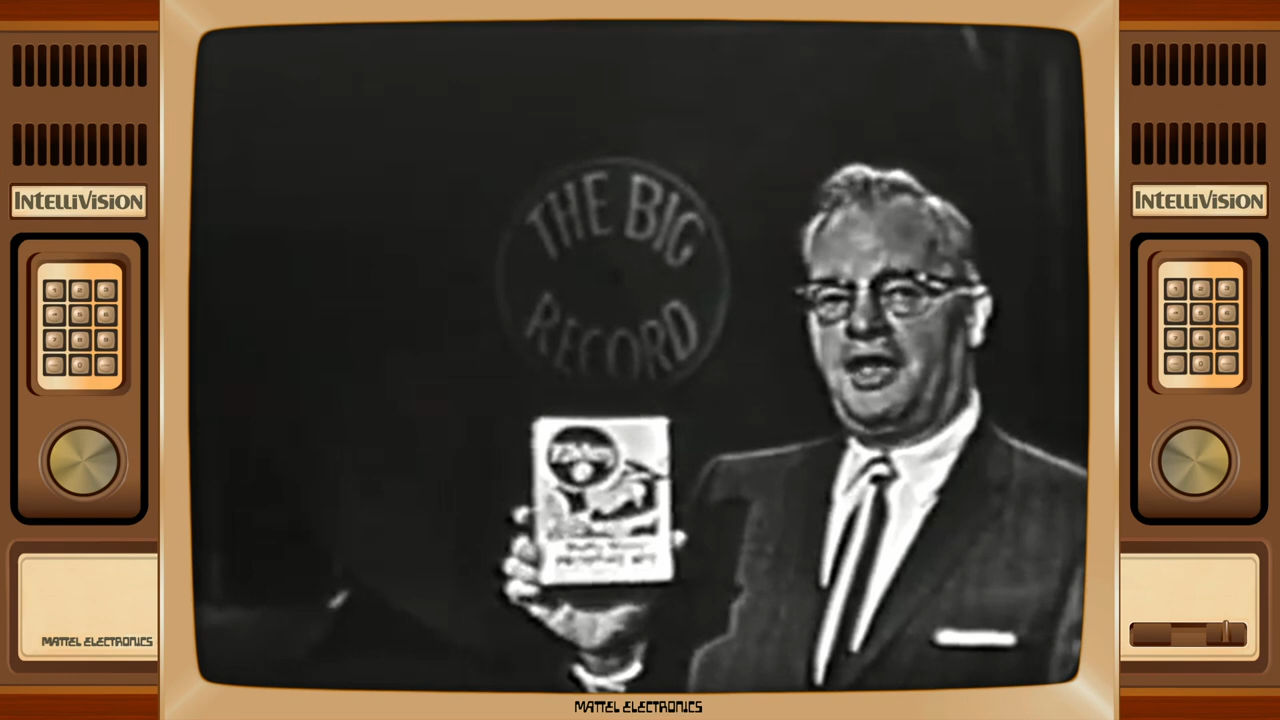 INTELLIVISION
THE BIG
RECORD
INTELLIVISION
MATTEL ELECTRONICS
MATTEL ELECTRONICS